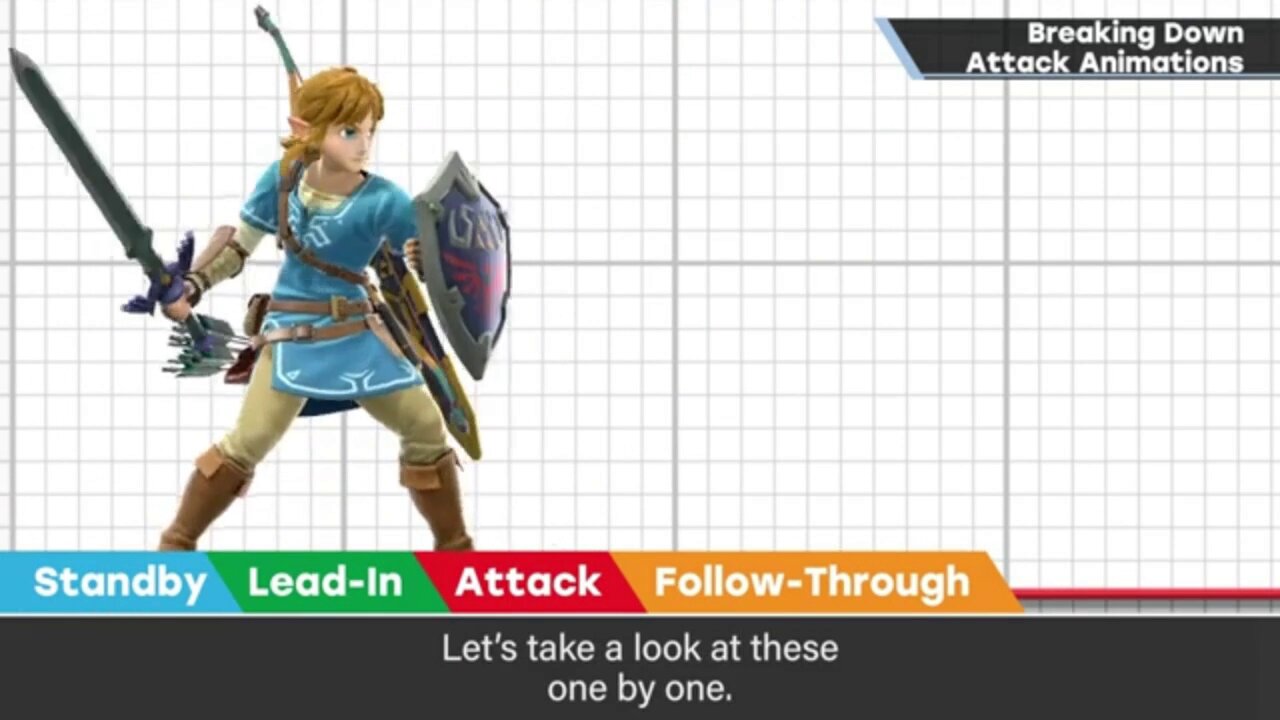 Breaking Down
Attack Animations
Standby
Lead-In
Attack
Follow-Through
Let's take a look at these
one by one.